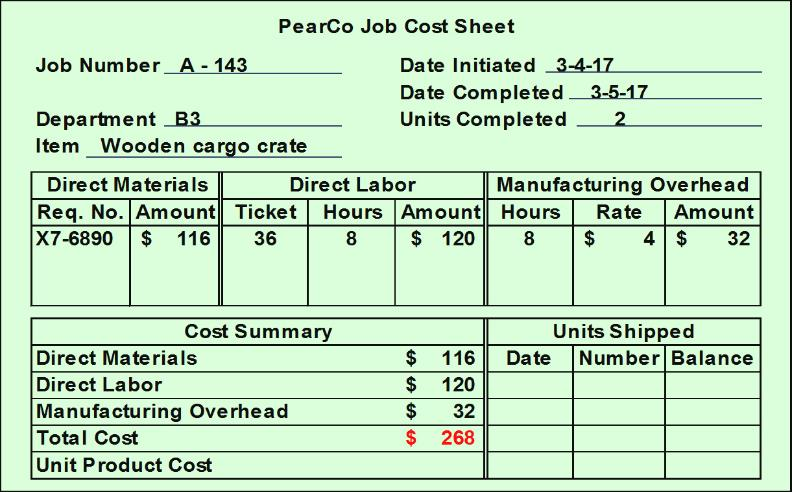 PearCo Job Cost Sheet
Job Number A - 143 Date Initiated 3-4-17
Date Completed 3-5-17
Department B3 Units Completed 2
Item Wooden cargo crate
Direct Materials Direct Labor Manufacturing Overhead
Req. No. Amount Ticket Hours Amount Hours Rate Amount
X7-6890 $ 116 36 8 $ 120 8 $ 4 $ 32
Cost Summary Units Shipped
Direct Materials $ 116 Date Number Balance
Direct Labor $ 120
Manufacturing Overhead $ 32
Total Cost $ 268
Unit Product Cost